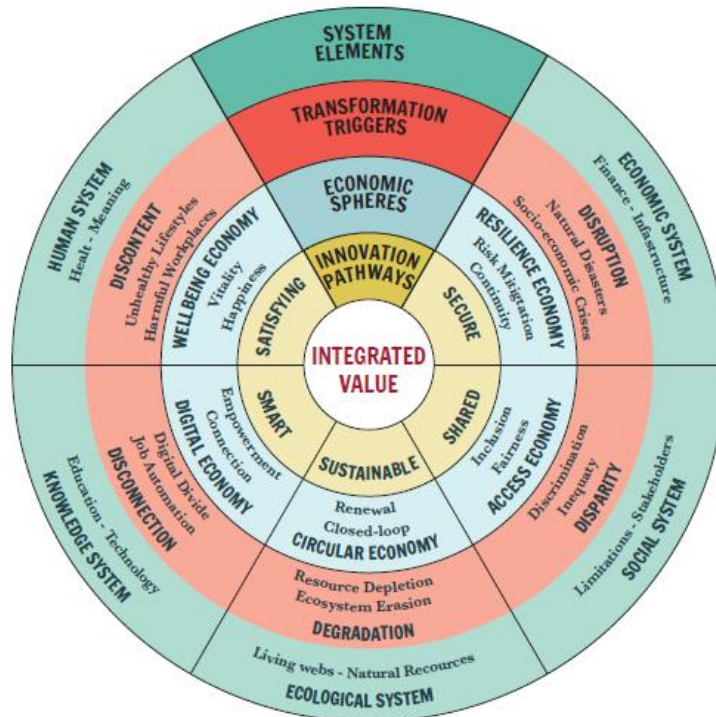 SYSTEM
ELEMENTS
TRANSFORMATION
TRIGGERS
ECONOMIC
SPHERES
INNOVATION
PATHWAYS
INTEGRATED
VALUE
ECONOMIC SYSTEM
Finance - Infastructure
DISRUPTION
Natural Disasters
Socio-economic Crises
RESILIENCE ECONOMY
Risk Mitigtation
Continuity
SECURE
SOCIAL SYSTEM
Limitations - Stakeholders
DISPARITY
Inequaty
Discrimination
ACCESS ECONOMY
Fairness
Inclusion
SHARED
SUSTAINABLE
Renewal
Closed-loop
CIRCULAR ECONOMY
Resource Depletion
Ecosystem Erasion
DEGRADATION
Living webs - Natural Recources
ECOLOGICAL SYSTEM
SMART
Empowerment
Connection
DIGITAL ECONOMY
Digital Divide
Job Automation
DISCONNECTION
Education - Technology
KNOWLEDGE SYSTEM
HUMAN SYSTEM
Healt - Meaning
DISCONTENT
Unhealthy Lifestyles
Harmful Workplaces
WELLBEING ECONOMY
Vitality
Happiness
SATISFYING